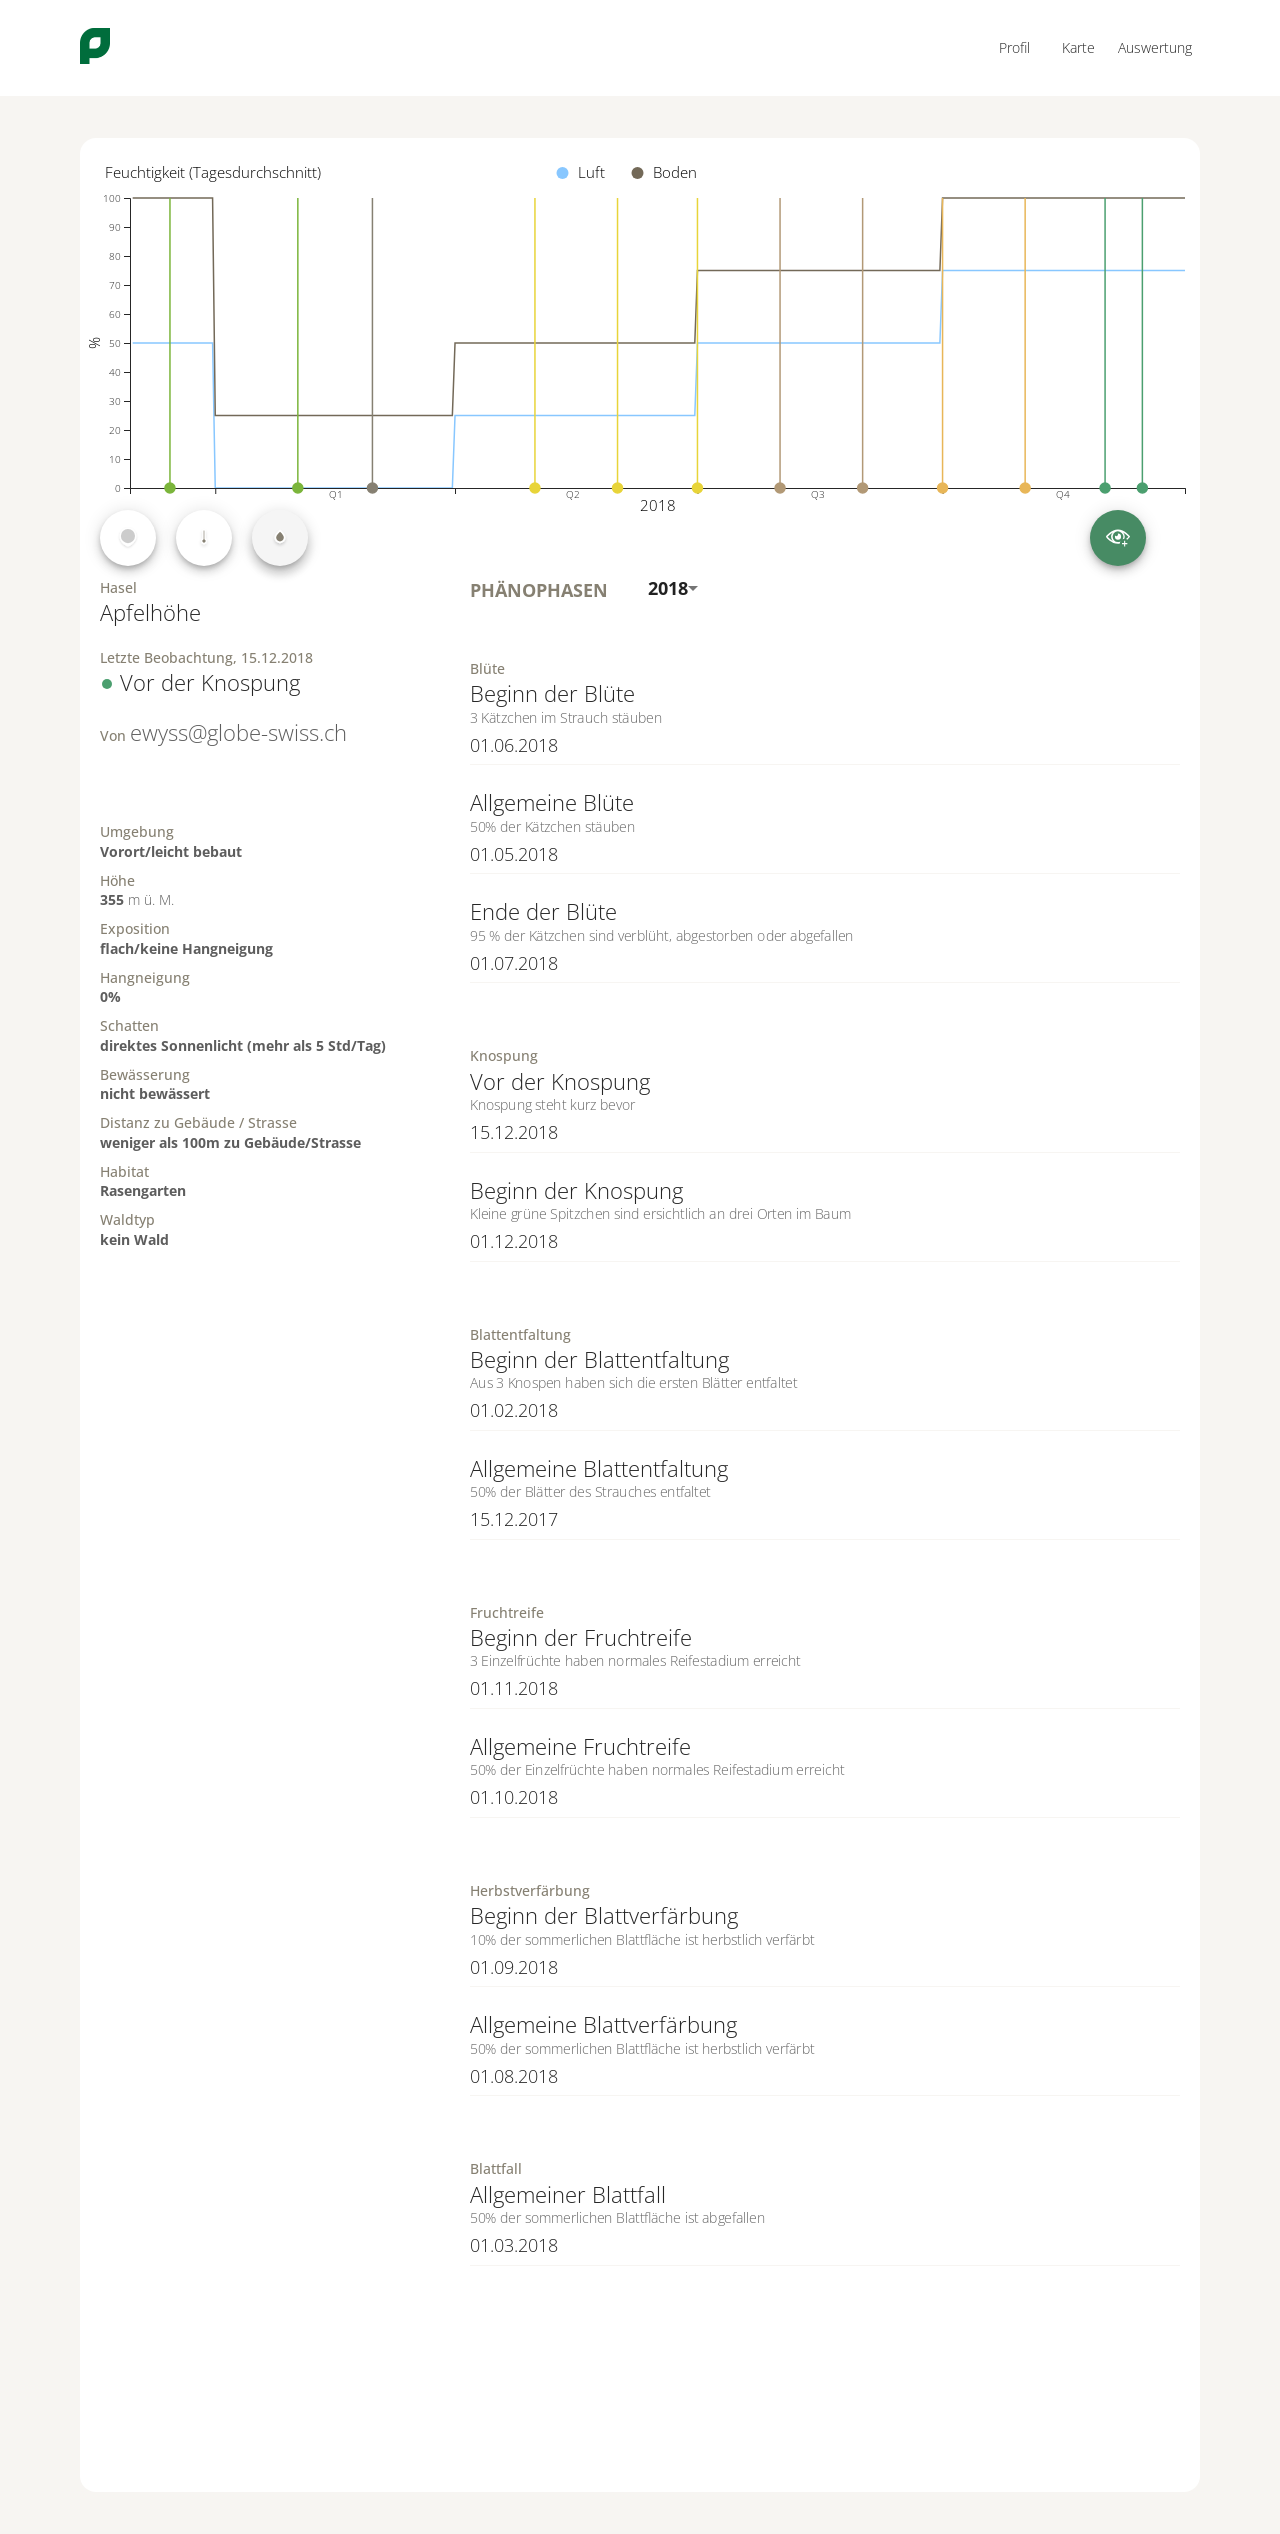 Profil Karte Auswertung
Feuchtigkeit (Tagesdurchschnitt)
Luft Boden
100
90
80
70
60
50
40
30
20
10
0
%
Q1 Q2 Q3 Q4
2018
Hasel
Apfelhöhe
Letzte Beobachtung, 15.12.2018
Vor der Knospung
Von ewyss@globe-swiss.ch
Umgebung
Vorort/leicht bebaut
Höhe
355 m ü. M.
Exposition
flach/keine Hangneigung
Hangneigung
0%
Schatten
direktes Sonnenlicht (mehr als 5 Std/Tag)
Bewässerung
nicht bewässert
Distanz zu Gebäude / Strasse
weniger als 100m zu Gebäude/Strasse
Habitat
Rasengarten
Waldtyp
kein Wald
PHÄNOPHASEN 2018
Blüte
Beginn der Blüte
3 Kätzchen im Strauch stäuben
01.06.2018
Allgemeine Blüte
50% der Kätzchen stäuben
01.05.2018
Ende der Blüte
95 % der Kätzchen sind verblüht, abgestorben oder abgefallen
01.07.2018
Knospung
Vor der Knospung
Knospung steht kurz bevor
15.12.2018
Beginn der Knospung
Kleine grüne Spitzchen sind ersichtlich an drei Orten im Baum
01.12.2018
Blattentfaltung
Beginn der Blattentfaltung
Aus 3 Knospen haben sich die ersten Blätter entfaltet
01.02.2018
Allgemeine Blattentfaltung
50% der Blätter des Strauches entfaltet
15.12.2017
Fruchtreife
Beginn der Fruchtreife
3 Einzelfrüchte haben normales Reifestadium erreicht
01.11.2018
Allgemeine Fruchtreife
50% der Einzelfrüchte haben normales Reifestadium erreicht
01.10.2018
Herbstverfärbung
Beginn der Blattverfärbung
10% der sommerlichen Blattfläche ist herbstlich verfärbt
01.09.2018
Allgemeine Blattverfärbung
50% der sommerlichen Blattfläche ist herbstlich verfärbt
01.08.2018
Blattfall
Allgemeiner Blattfall
50% der sommerlichen Blattfläche ist abgefallen
01.03.2018